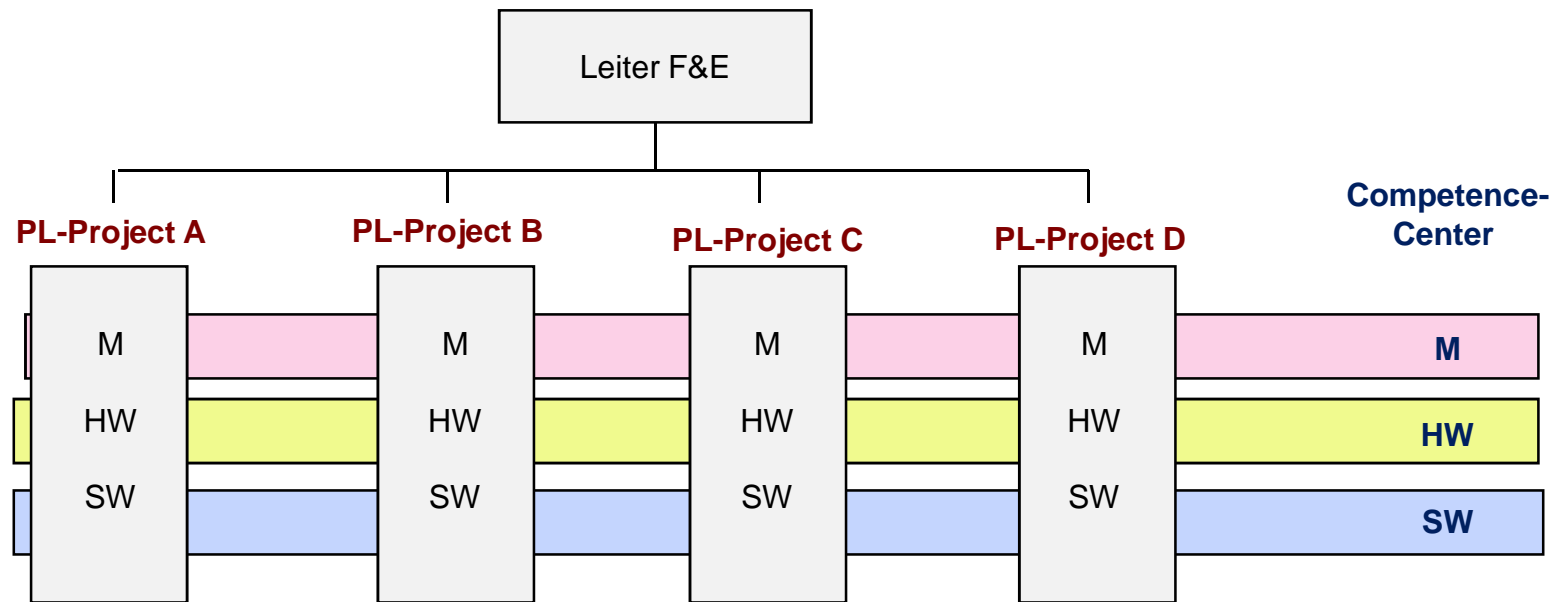 Leiter F&E
Competence-
Center
PL-Project A
PL-Project B
PL-Project C
PL-Project D
M
M
M
M
M
HW
HW
HW
HW
HW
SW
SW
SW
SW
SW